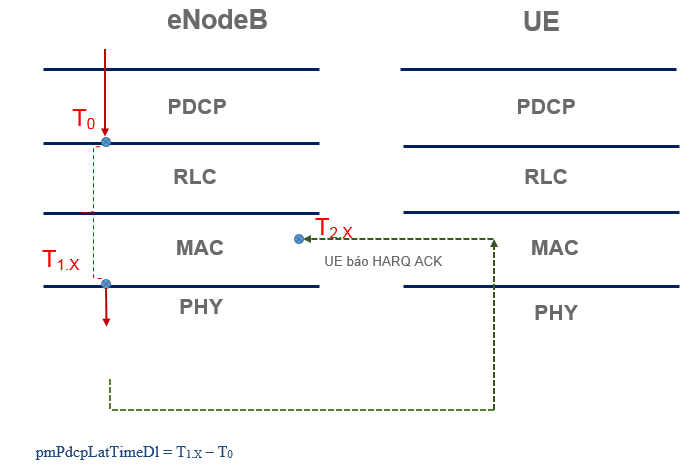 eNodeB UE
PDCP PDCP
T0
RLC RLC
T2.X
MAC MAC
T1.X
UE báo HARQ ACK
PHY PHY
pmPdcpLatTimeDl = T1.X – T0